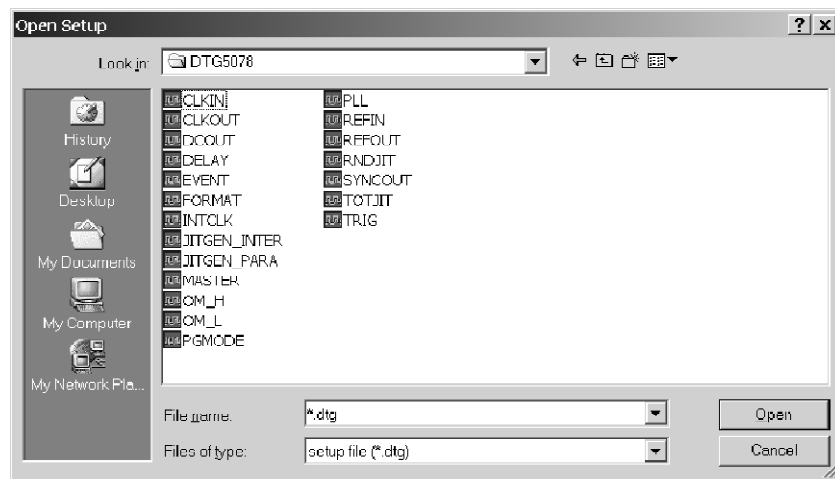 Open Setup
Look in:
DTG5078
History
Desktop
My Documents
My Computer
My Network Pla...
CLKIN
CLKOUT
DCOUT
DELAY
EVENT
FORMAT
INTCLK
JITGEN_INTER
JITGEN_PARA
MASTER
OM_H
OM_L
PGMODE
PLL
REFIN
REFOUT
RNDJIT
SYNCOUT
TOTJIT
TRIG
File name:
*.dtg
Open
Files of type:
setup file (*.dtg)
Cancel